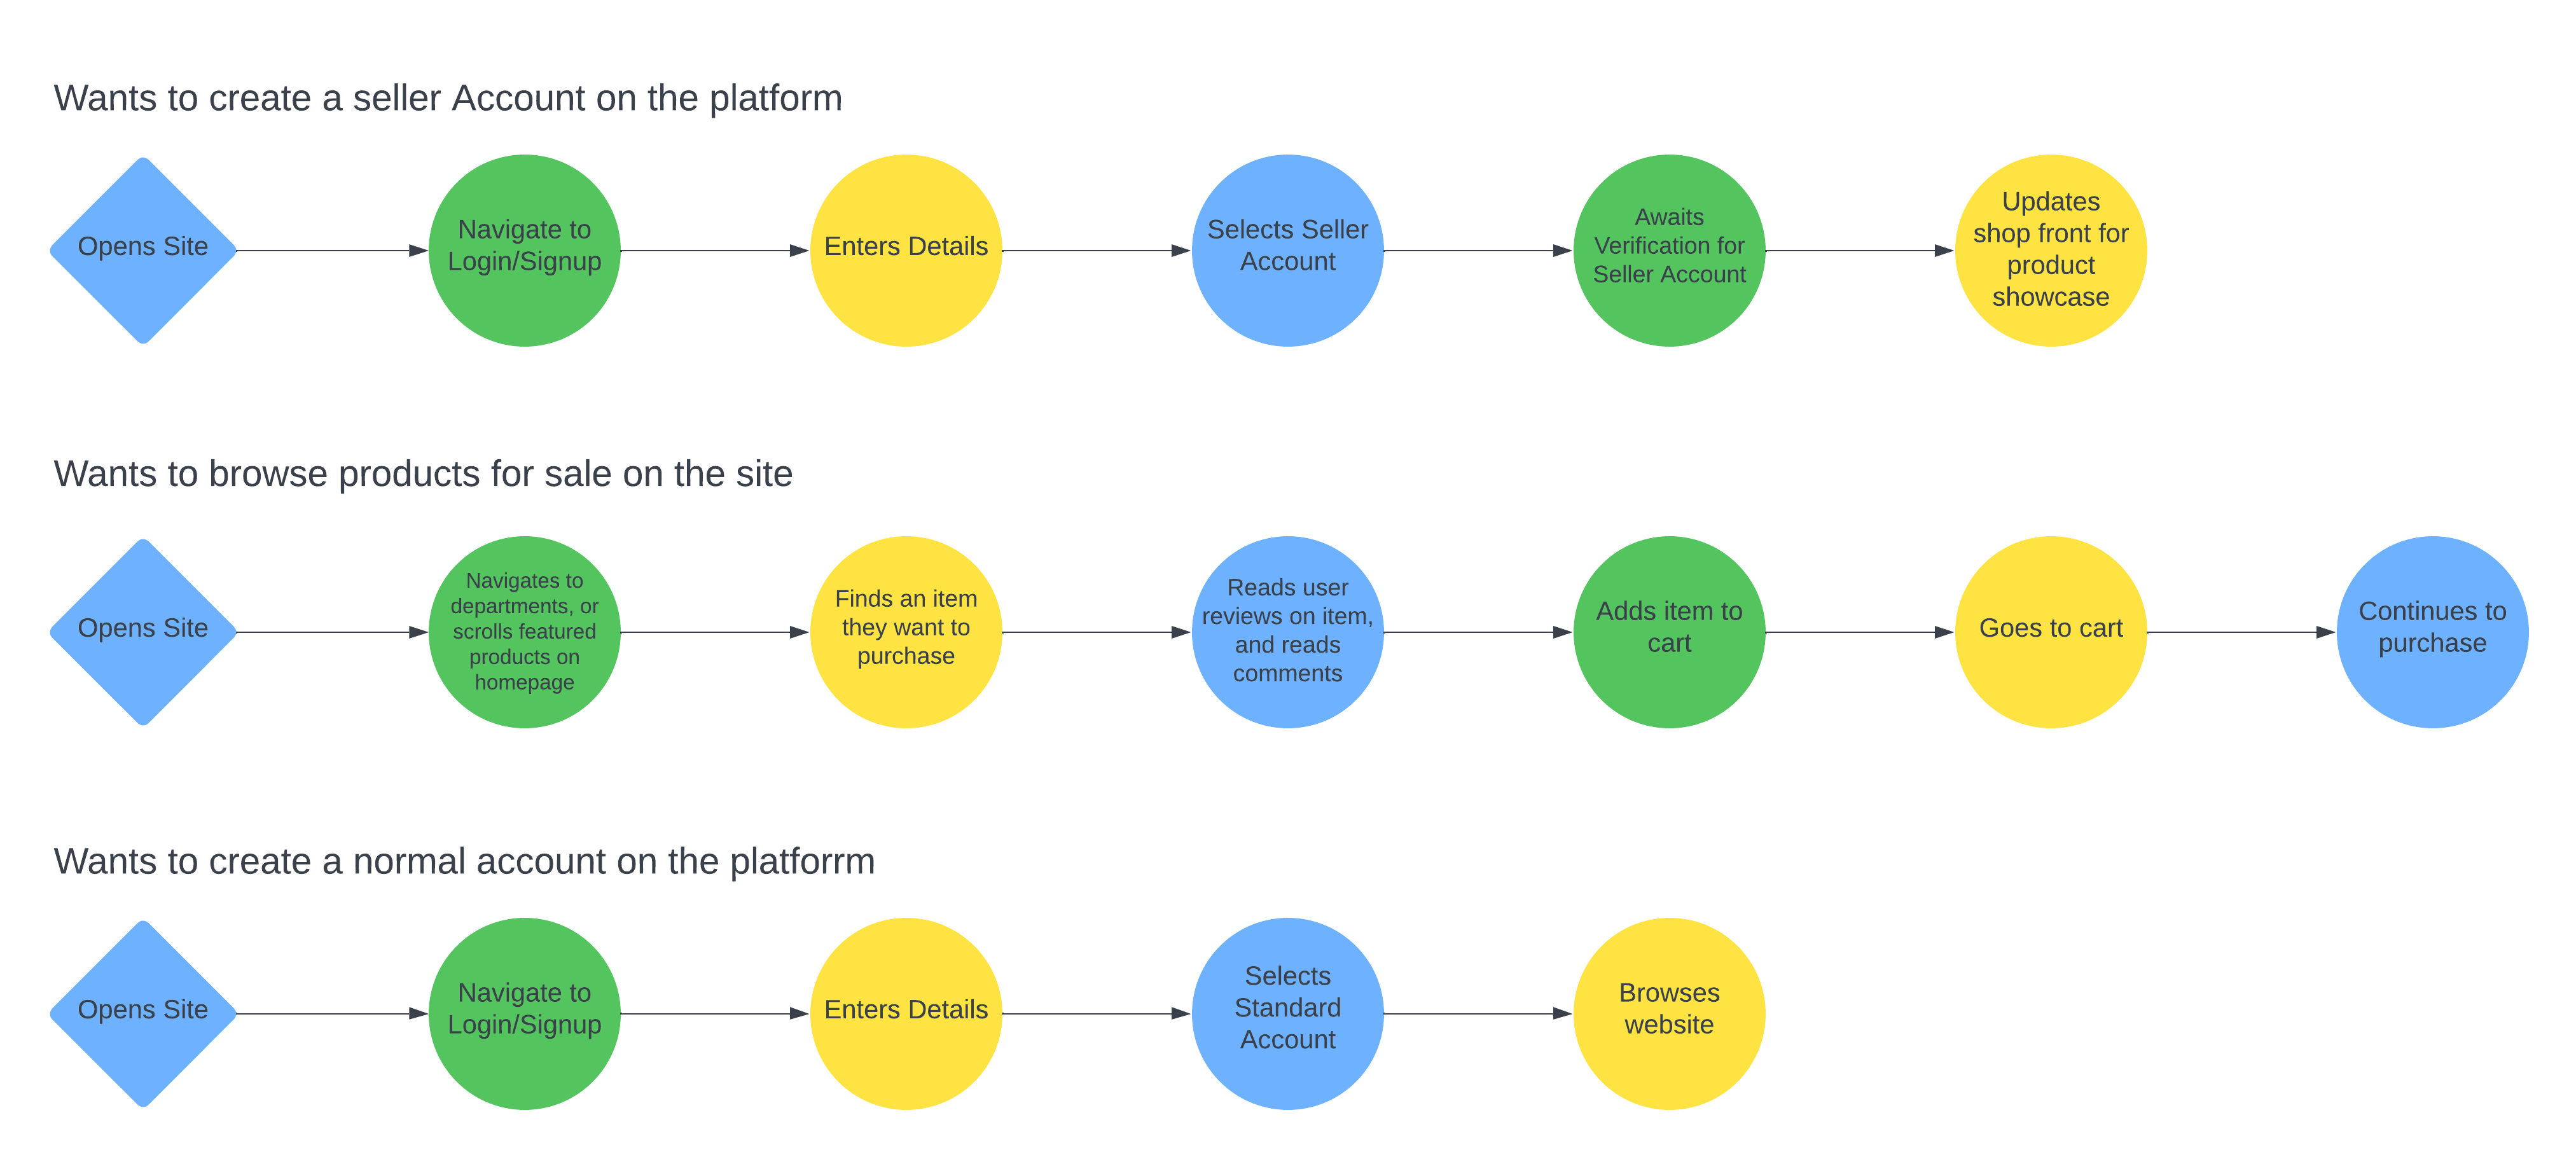 Wants to create a seller Account on the platform
Opens Site
Navigate to
Login/Signup
Enters Details
Selects Seller
Account
Awaits
Verification for
Seller Account
Updates
shop front for
product
showcase
Wants to browse products for sale on the site
Opens Site
Navigates to
departments, or
scrolls featured
products on
homepage
Finds an item
they want to
purchase
Reads user
reviews on item,
and reads
comments
Adds item to
cart
Goes to cart
Continues to
purchase
Wants to create a normal account on the platforrm
Opens Site
Navigate to
Login/Signup
Enters Details
Selects
Standard
Account
Browses
website